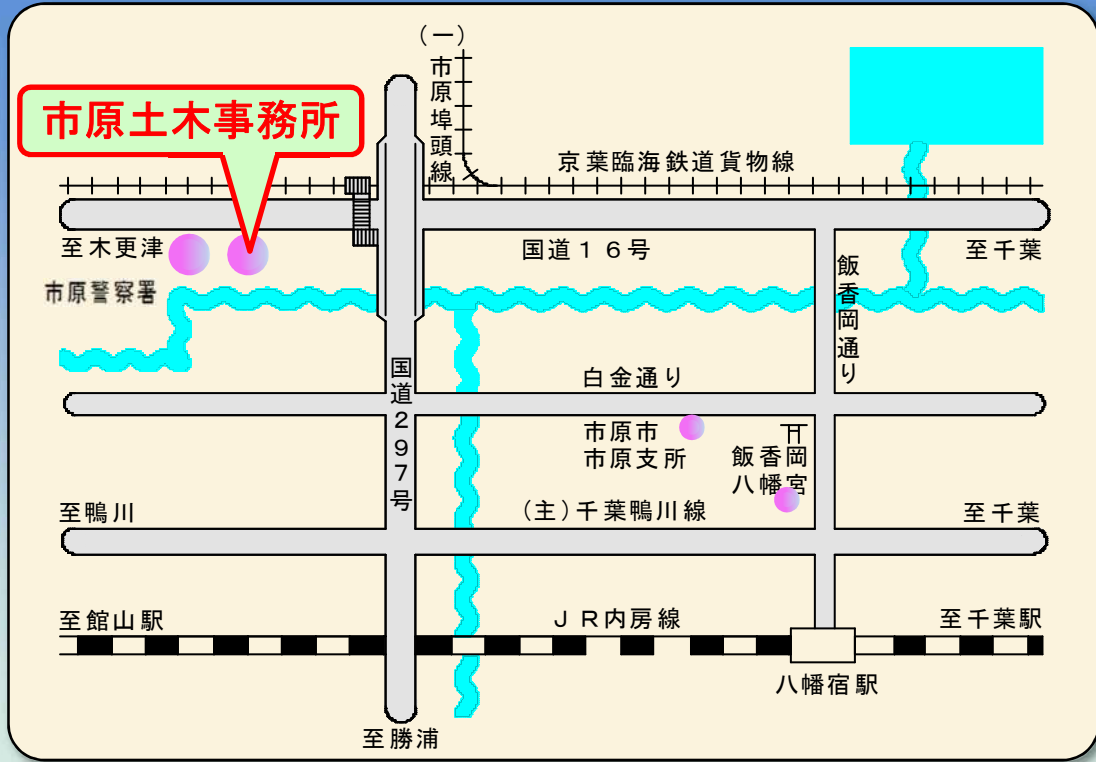 (一)市原埠頭線
市原土木事務所
京葉臨海鉄道貨物線
至木更津
国道16号
至千葉
市原警察署
飯香岡通り
国道297号
白金通り
市原市
市原支所
飯香岡
八幡宮
至鴨川
(主)千葉鴨川線
至千葉
至館山駅
JR内房線
至千葉駅
八幡宿駅
至勝浦